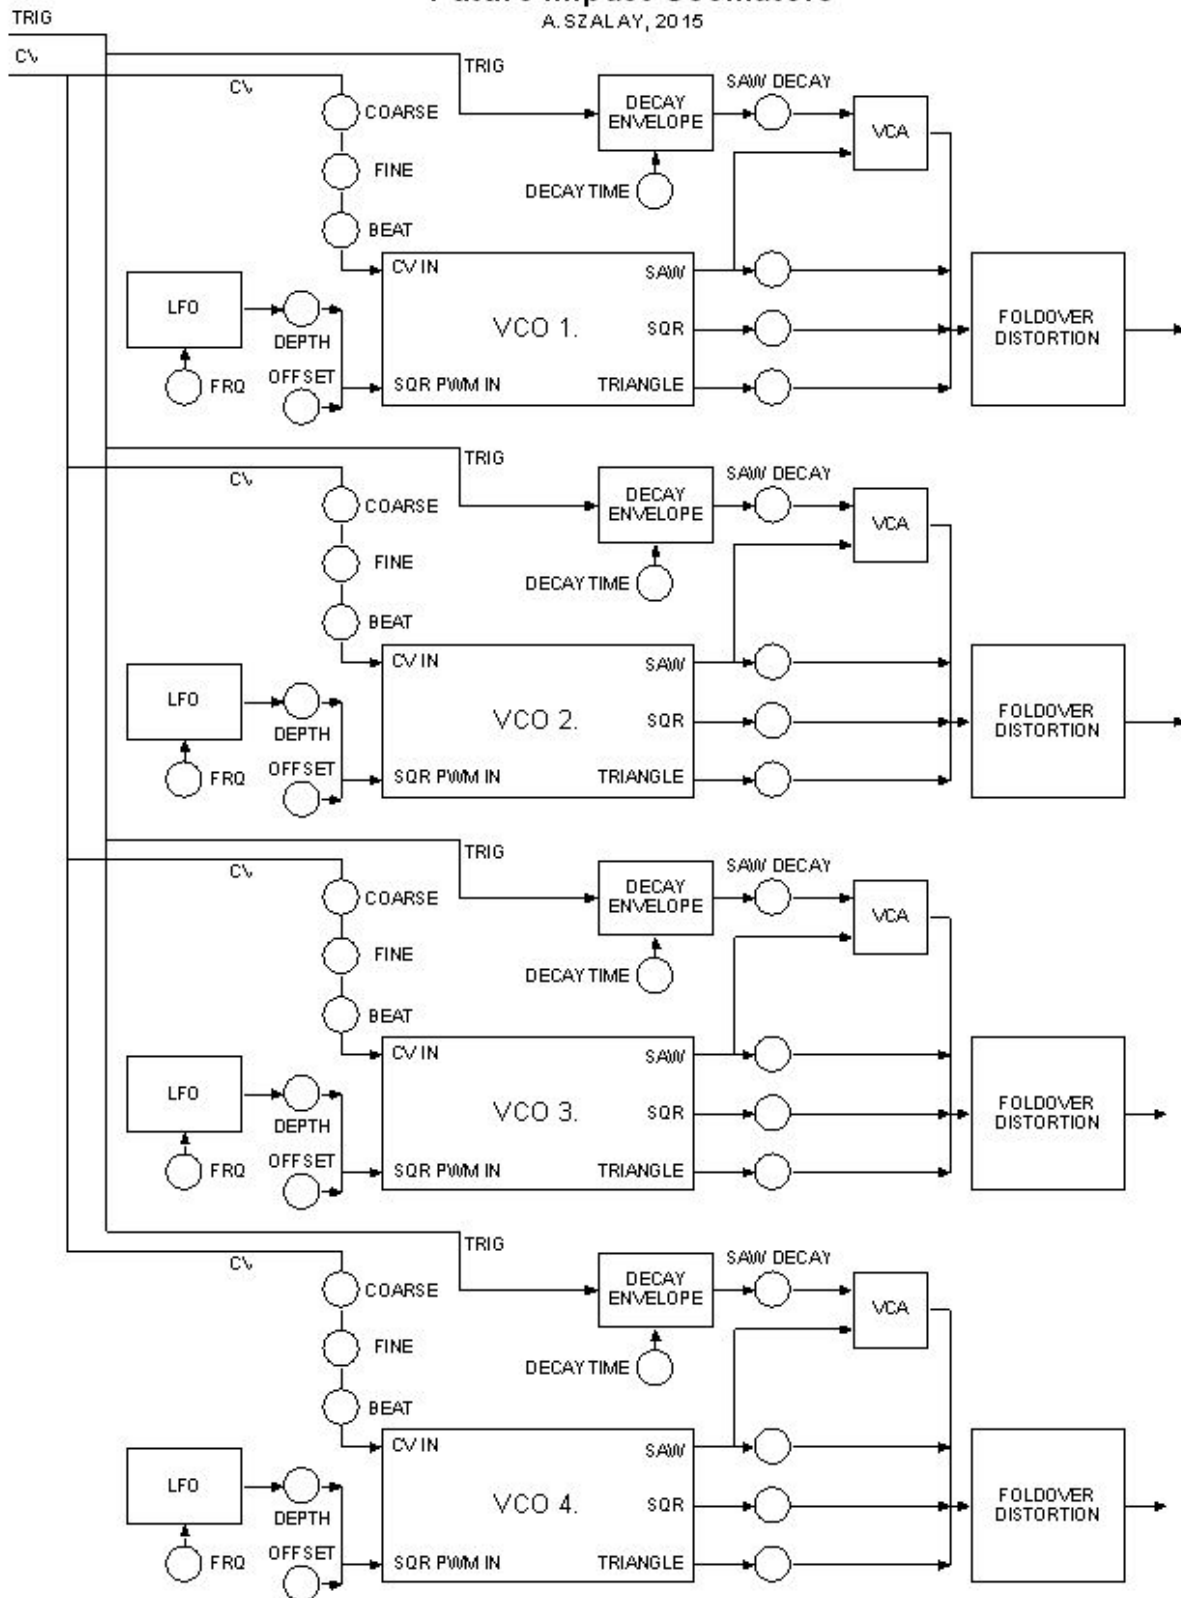 A. SZALAY, 2015
TRIG
CV
CV
TRIG
COARSE
FINE
BEAT
DECAY
ENVELOPE
SAW DECAY
VCA
DECAY TIME
LFO
DEPTH
FRQ
OFFSET
CV IN
SAW
VCO 1.
SQR
SQR PWM IN
TRIANGLE
FOLDOVER
DISTORTION
CV
TRIG
COARSE
FINE
BEAT
DECAY
ENVELOPE
SAW DECAY
VCA
DECAY TIME
LFO
DEPTH
FRQ
OFFSET
CV IN
SAW
VCO 2.
SQR
SQR PWM IN
TRIANGLE
FOLDOVER
DISTORTION
CV
TRIG
COARSE
FINE
BEAT
DECAY
ENVELOPE
SAW DECAY
VCA
DECAY TIME
LFO
DEPTH
FRQ
OFFSET
CV IN
SAW
VCO 3.
SQR
SQR PWM IN
TRIANGLE
FOLDOVER
DISTORTION
CV
TRIG
COARSE
FINE
BEAT
DECAY
ENVELOPE
SAW DECAY
VCA
DECAY TIME
LFO
DEPTH
FRQ
OFFSET
CV IN
SAW
VCO 4.
SQR
SQR PWM IN
TRIANGLE
FOLDOVER
DISTORTION